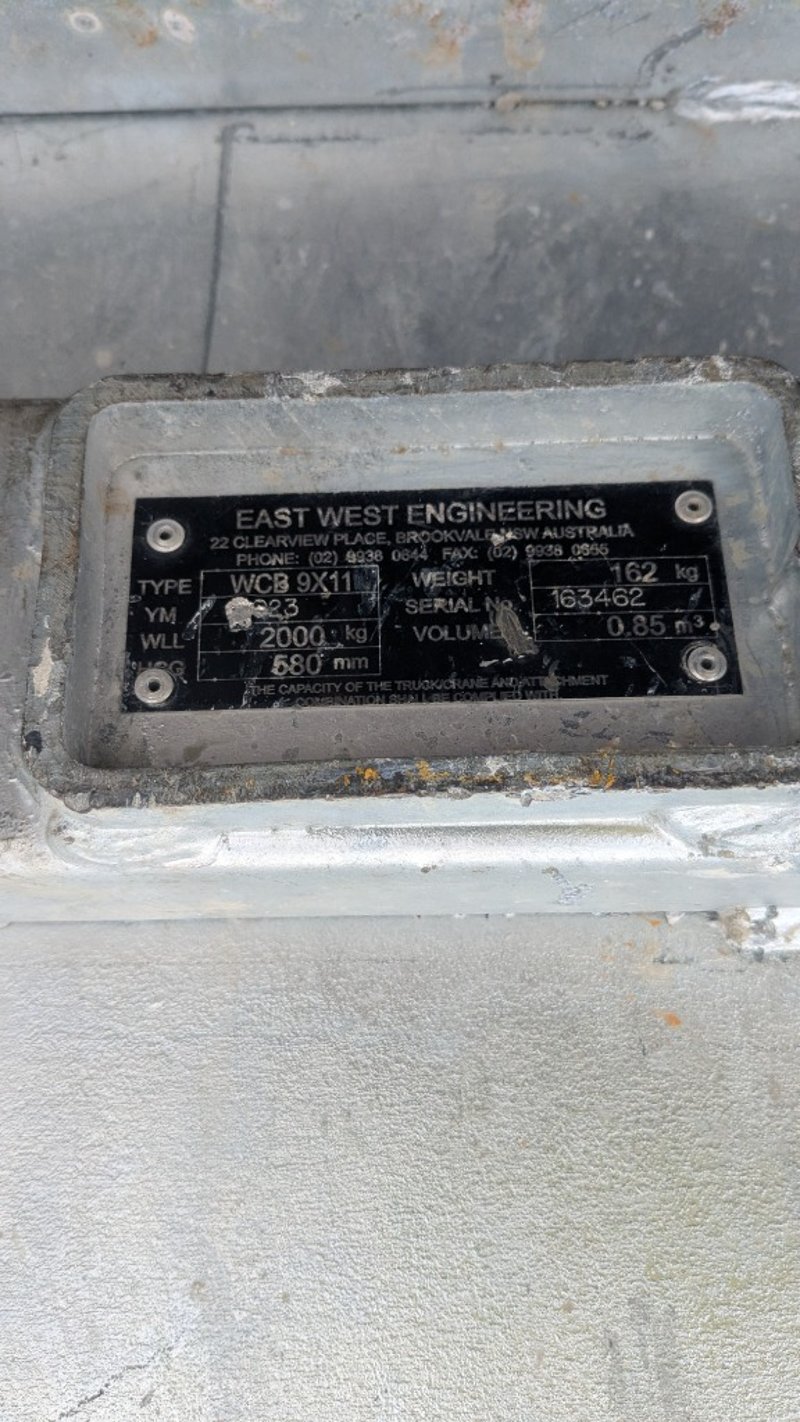 EAST WEST ENGINEERING
22 CLEARVIEW PLACE, BROOKVALE NSW AUSTRALIA
PHONE: (02) 9938 0644 FAX: (02) 9938 0655
TYPE WCB 9X11 WEIGHT 162 kg
YM SERIAL No. 163462
WLL 2000 kg VOLUME 0.85 m³
580 mm
THE CAPACITY OF THE TRUCK/CRANE AND ATTACHMENT
COMBINATION SHALL BE COMPLIED WITH